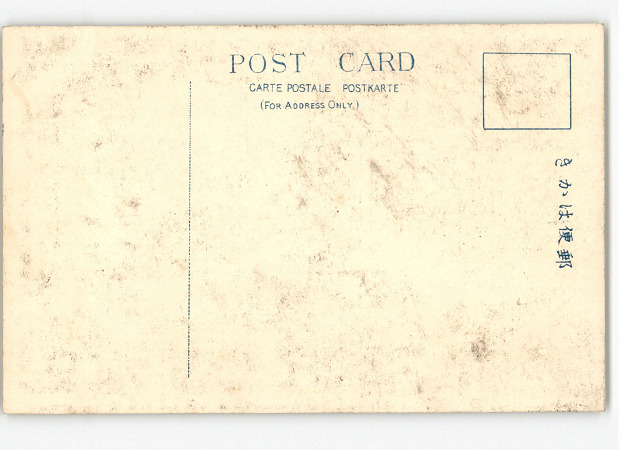 POST CARD
CARTE POSTALE POSTKARTE
(FOR ADDRESS ONLY.)
きかは便郵